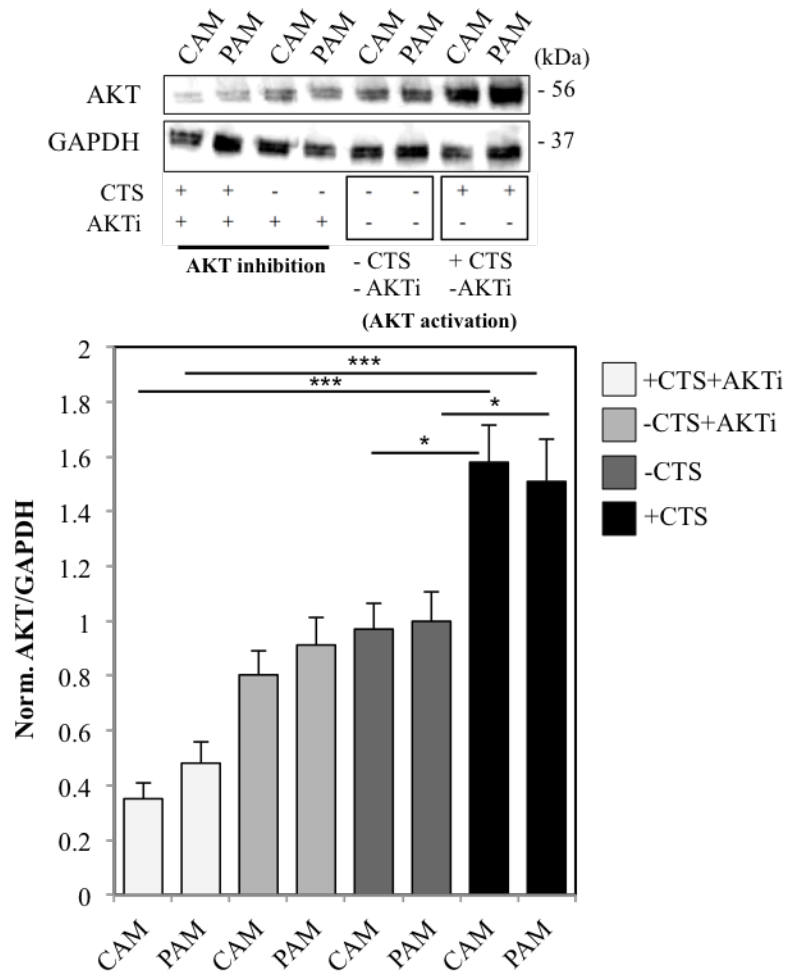 CAM PAM CAM PAM CAM PAM CAM PAM (kDa)
AKT - 56
GAPDH - 37
CTS + + - - - - + +
AKTi + + + + - - - -
AKT inhibition - CTS + CTS
- AKTi -AKTi
(AKT activation)
2
1.8
1.6
1.4
1.2
1
0.8
0.6
0.4
0.2
0
Norm. AKT/GAPDH
***
***
*
*
+CTS+AKTi
-CTS+AKTi
-CTS
+CTS
CAM PAM CAM PAM CAM PAM CAM PAM